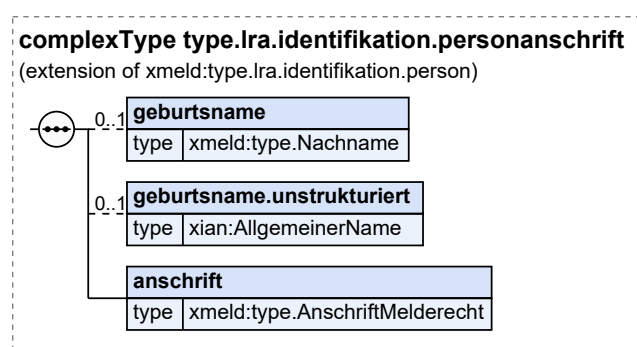 complexType type.lra.identifikation.personanschrift
(extension of xmeld:type.lra.identifikation.person)
0..1 geburtsname
type xmeld:type.Nachname
0..1 geburtsname.unstrukturiert
type xian:AllgemeinerName
anschrift
type xmeld:type.AnschriftMelderecht